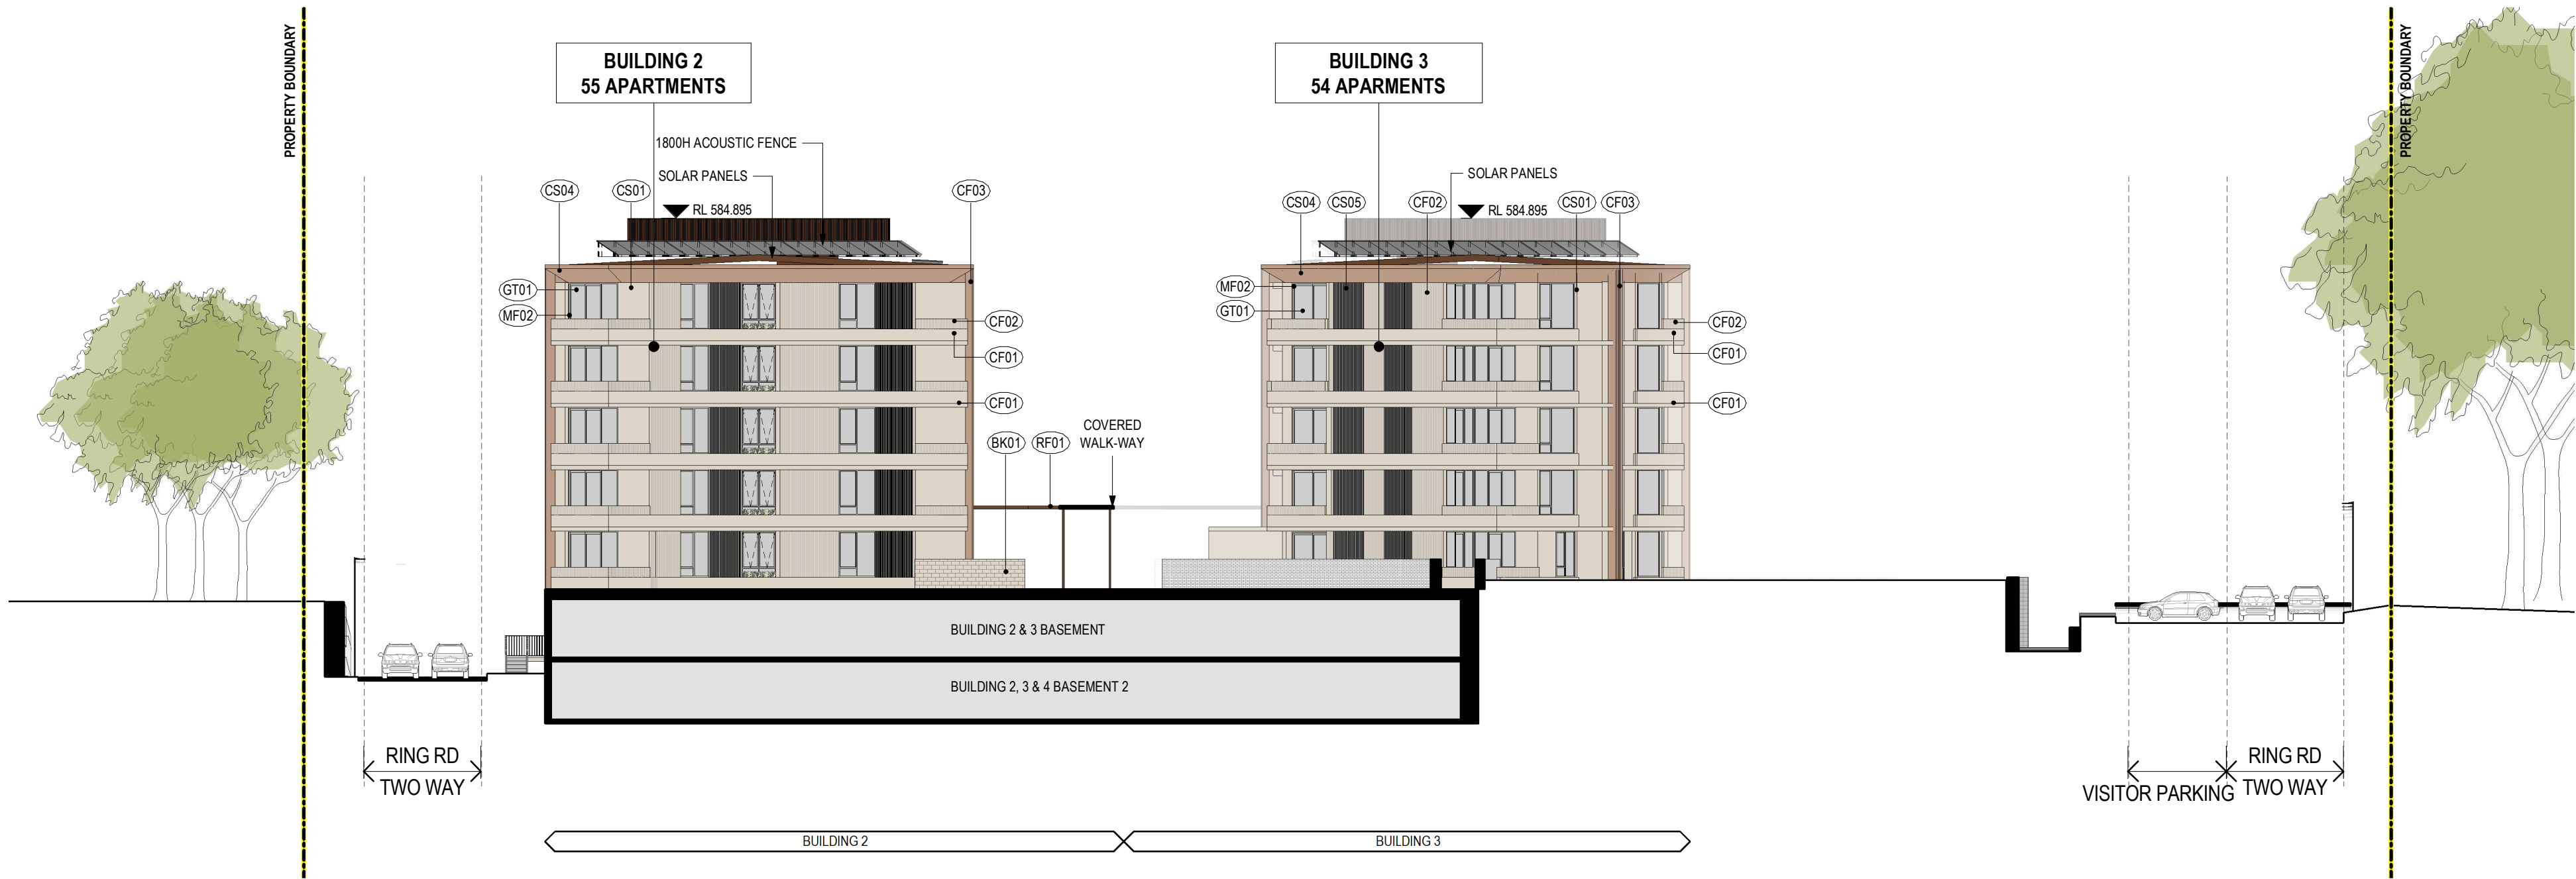 PROPERTY BOUNDARY
BUILDING 2
55 APARTMENTS
BUILDING 3
54 APARMENTS
PROPERTY BOUNDARY
1800H ACOUSTIC FENCE
SOLAR PANELS
SOLAR PANELS
CS04
CS01
RL 584.895
CF03
CS04
CS05
CF02
RL 584.895
CS01
CF03
GT01
MF02
CF02
CF01
CF01
MF02
GT01
CF02
CF01
CF01
BK01
RF01
COVERED
WALK-WAY
BUILDING 2 & 3 BASEMENT
BUILDING 2, 3 & 4 BASEMENT 2
RING RD
TWO WAY
VISITOR PARKING
RING RD
TWO WAY
BUILDING 2
BUILDING 3